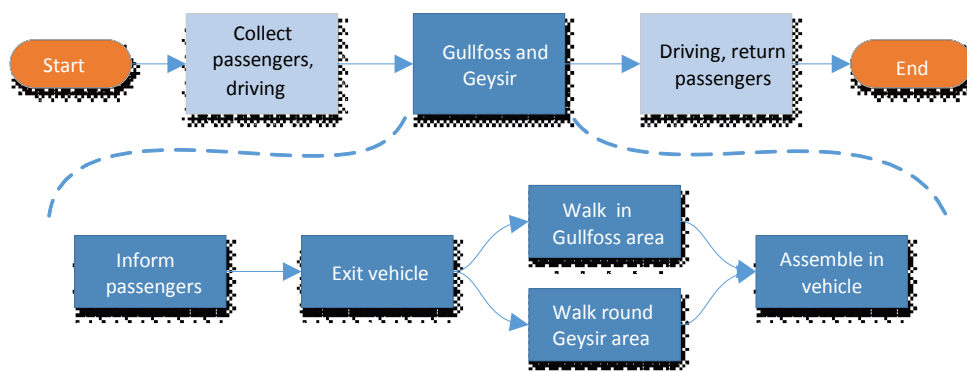 Start
Collect
passengers,
driving
Gullfoss and
Geysir
Driving, return
passengers
End
Inform
passengers
Exit vehicle
Walk in
Gullfoss area
Walk round
Geysir area
Assemble in
vehicle